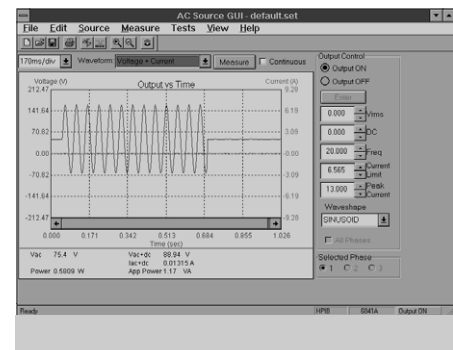 AC Source GUI - default.set
File Edit Source Measure Tests View Help
170ms/div Waveform: Voltage + Current Measure Continuous
Voltage (V) Output vs Time Current (A)
212.47 9.28
141.64 6.19
70.82 3.09
0.00 -0.00
-70.82 -3.09
-141.64 -6.19
-212.47 -9.28
0.000 0.171 0.342 0.513 0.684 0.855 1.026
Time (sec)
Vac 75.4 V Vac+dc 88.94 V
Iac+dc 0.01315 A
Power 0.5809 W App Power 1.17 VA
Output Control
Output ON
Output OFF
Enter
0.000 Vrms
0.000 DC
20.000 Freq
6.565 Current Limit
13.000 Peak Current
Waveshape
SINUSOID
All Phases
Selected Phase
1 2 3
Ready HPIB 6841A Output ON